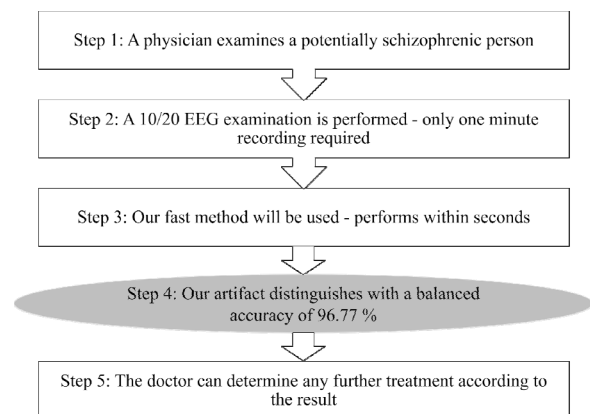 Step 1: A physician examines a potentially schizophrenic person
Step 2: A 10/20 EEG examination is performed - only one minute
recording required
Step 3: Our fast method will be used - performs within seconds
Step 4: Our artifact distinguishes with a balanced
accuracy of 96.77 %
Step 5: The doctor can determine any further treatment according to
the result